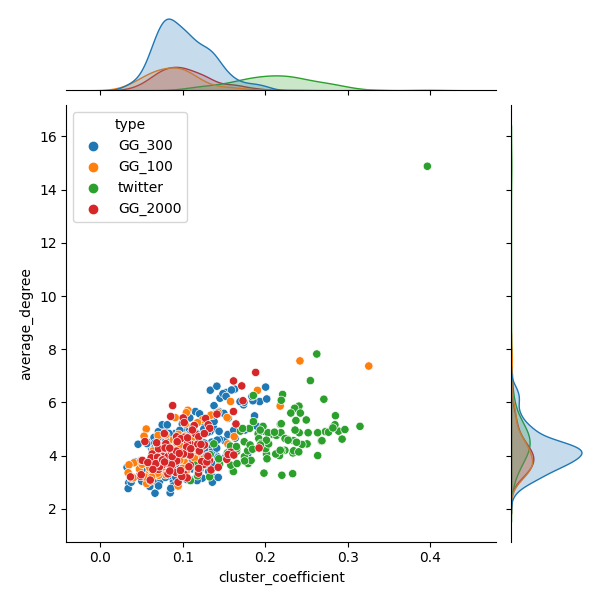 type
GG_300
GG_100
twitter
GG_2000
16
14
12
10
8
6
4
2
average_degree
0.0 0.1 0.2 0.3 0.4
cluster_coefficient